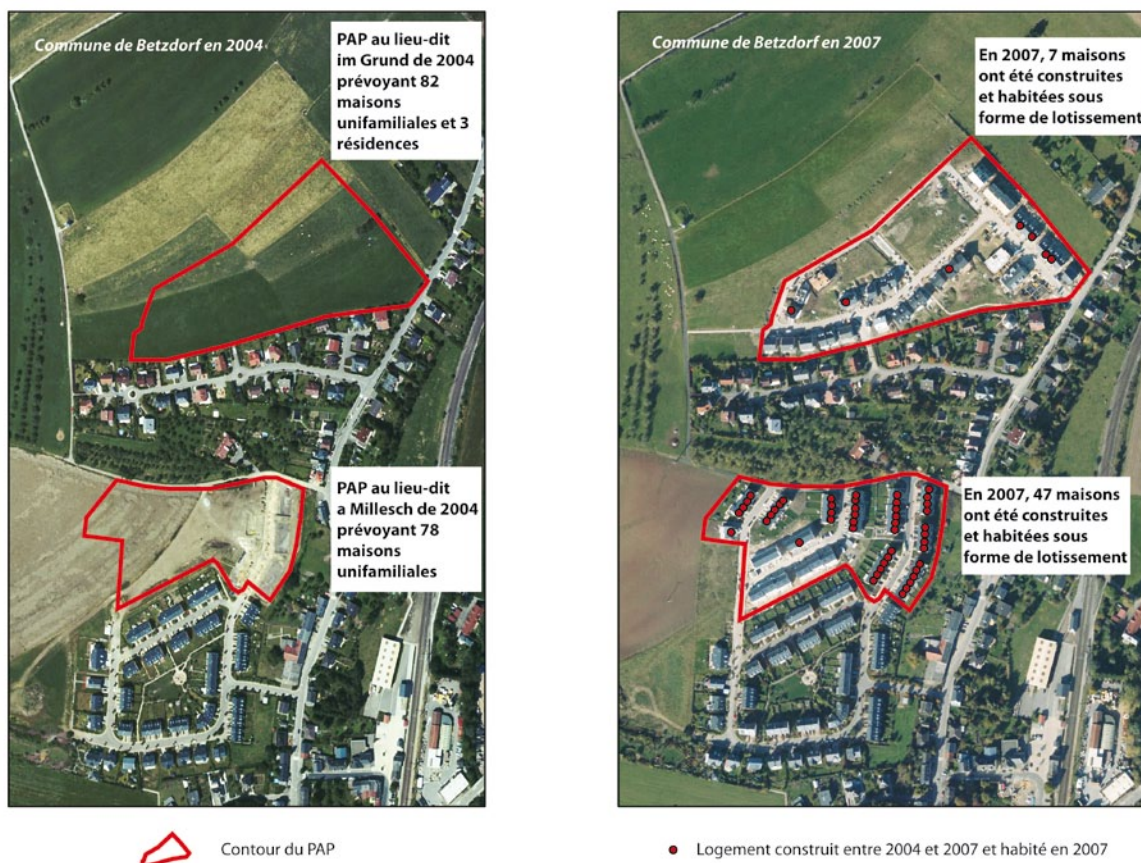 Commune de Betzdorf en 2004
PAP au lieu-dit
im Grund de 2004
prévoyant 82
maisons
unifamiliales et 3
résidences
PAP au lieu-dit
a Millesch de 2004
prévoyant 78
maisons
unifamiliales
Contour du PAP
Commune de Betzdorf en 2007
En 2007, 7 maisons
ont été construites
et habitées sous
forme de lotissement
En 2007, 47 maisons
ont été construites
et habitées sous
forme de lotissement
Logement construit entre 2004 et 2007 et habité en 2007